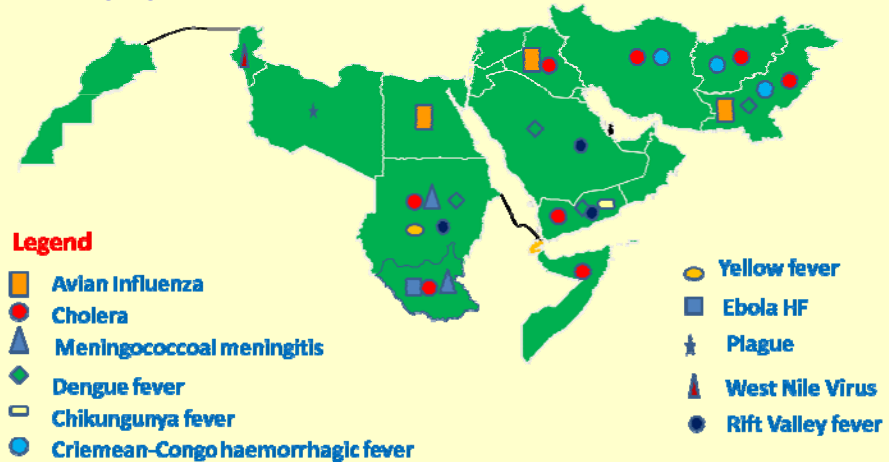 Legend
Avian Influenza
Cholera
Meningococcoal meningitis
Dengue fever
Chikungunya fever
Criemean-Congo haemorrhagic fever
Yellow fever
Ebola HF
Plague
West Nile Virus
Rift Valley fever